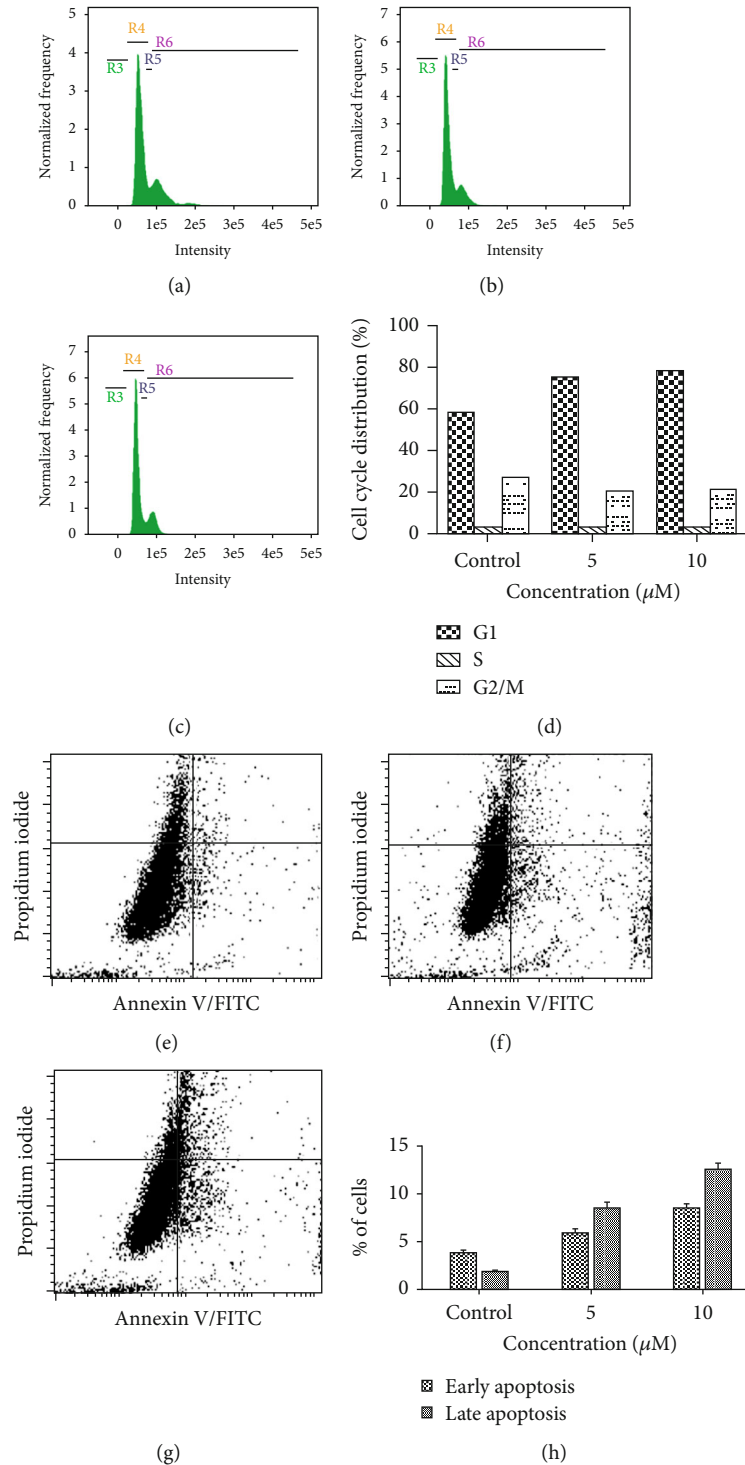 5
4
3
2
1
0
Normalized frequency
R4
R6
R3
R5
0 1e5 2e5 3e5 4e5 5e5
Intensity
(a)
7
6
5
4
3
2
1
0
Normalized frequency
R4
R6
R3
R5
0 1e5 2e5 3e5 4e5 5e5
Intensity
(b)
7
6
5
4
3
2
1
0
Normalized frequency
R4
R6
R3
R5
0 1e5 2e5 3e5 4e5 5e5
Intensity
(c)
100
80
60
40
20
0
Cell cycle distribution (%)
Control 5 10
Concentration (μM)
G1
S
G2/M
(d)
Propidium iodide
Annexin V/FITC
(e)
Propidium iodide
Annexin V/FITC
(f)
Propidium iodide
Annexin V/FITC
(g)
15
10
5
0
% of cells
Control 5 10
Concentration (μM)
Early apoptosis
Late apoptosis
(h)